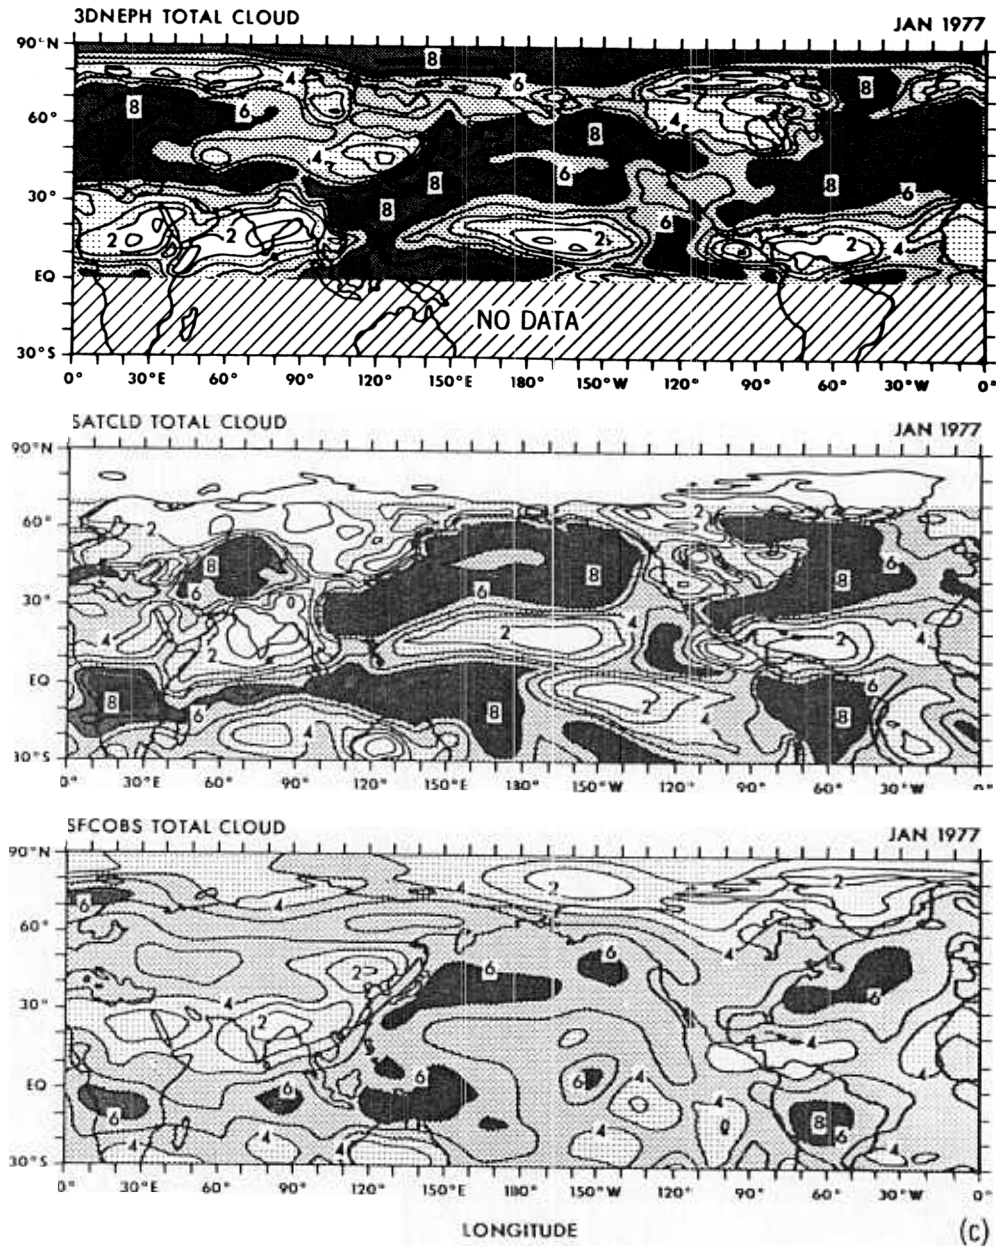 3DNEPH TOTAL CLOUD JAN 1977
90°N
60°
30°
EQ
30°S
8 4 6 8
8 6 4 8
4 6 8 8 6
8
2 2 2 6 2 4
NO DATA
0° 30°E 60° 90° 120° 150°E 180° 150°W 120° 90° 60° 30°W 0°
SATCLD TOTAL CLOUD JAN 1977
90°N
60°
30°
EQ
30°S
2 2
8 8 8 6
6 0 6
4 2 2 4 2 4
8 6 8 2 4 8 6
4 2
0° 30°E 60° 90° 120° 150°E 180° 150°W 120° 90° 60° 30°W 0°
SFCOBS TOTAL CLOUD JAN 1977
90°N
60°
30°
EQ
30°S
6 4 4 2 2
2 6 6
4 2 6
4
6 6 6 6 4
6 4 4 4 4 8 6 4
0° 30°E 60° 90° 120° 150°E 180° 150°W 120° 90° 60° 30°W 0°
LONGITUDE
(c)